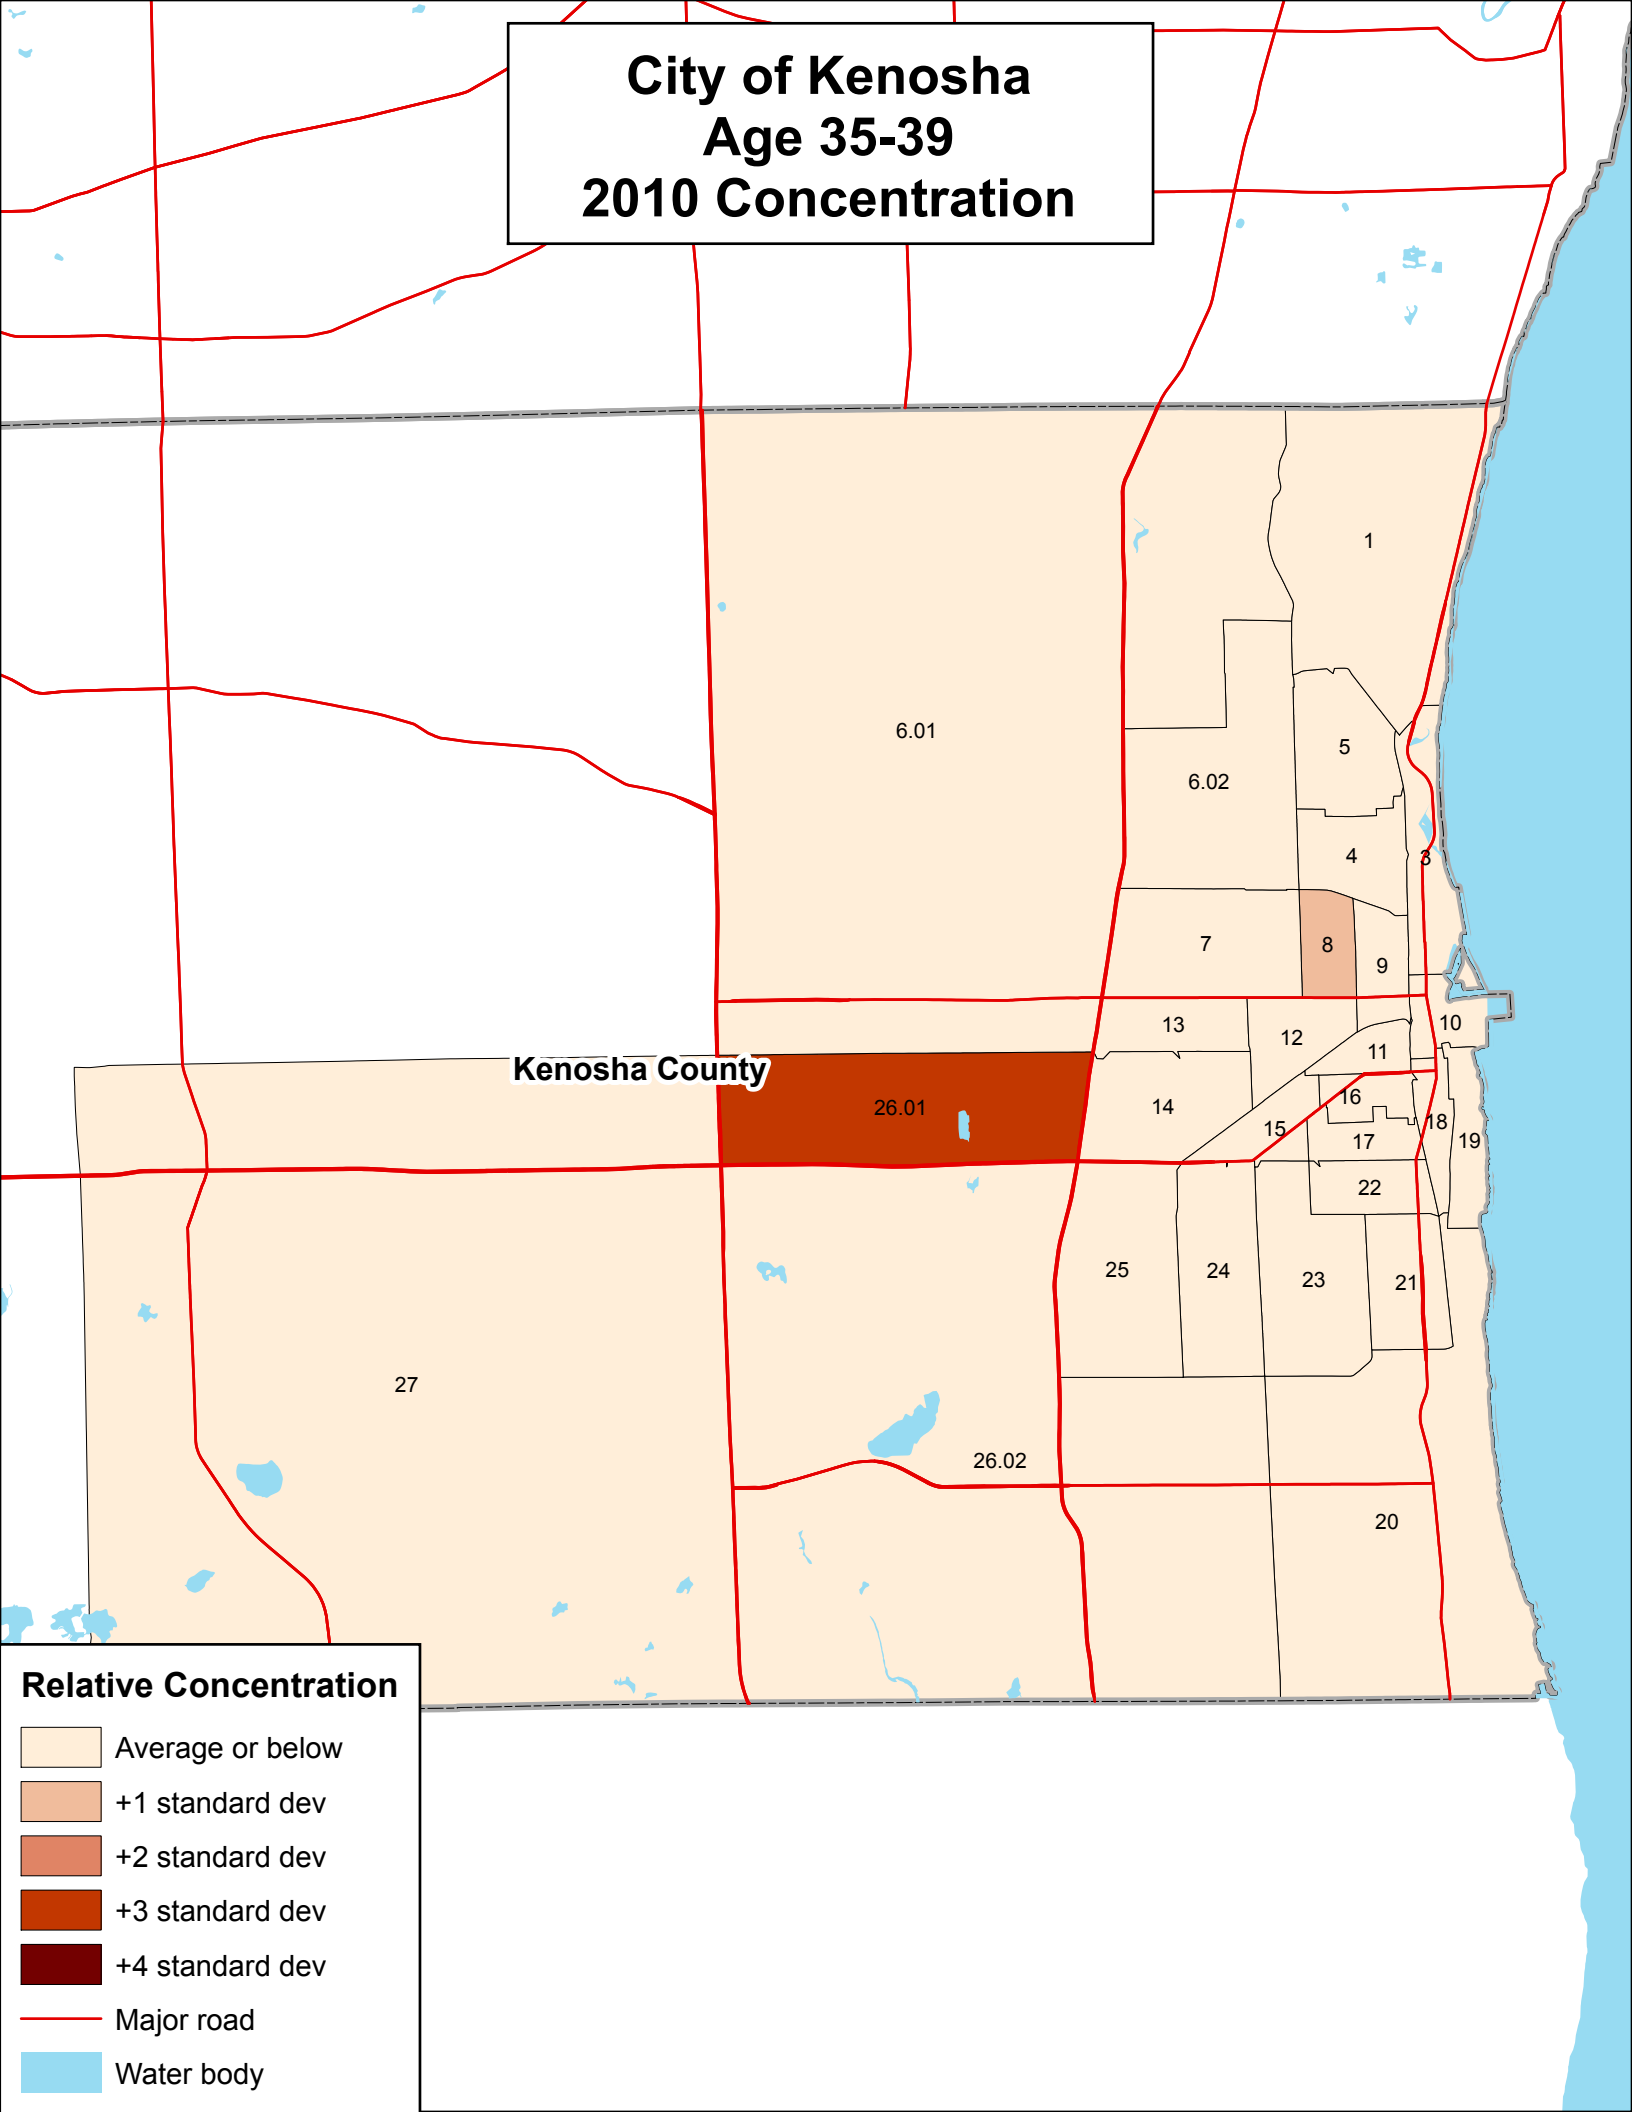 City of Kenosha
Age 35-39
2010 Concentration
1
6.01
5
6.02
4
3
7
8
9
13
12
10
11
Kenosha County
26.01
14
16
15
17
18
19
22
25
24
23
21
27
26.02
20
Relative Concentration
Average or below
+1 standard dev
+2 standard dev
+3 standard dev
+4 standard dev
Major road
Water body